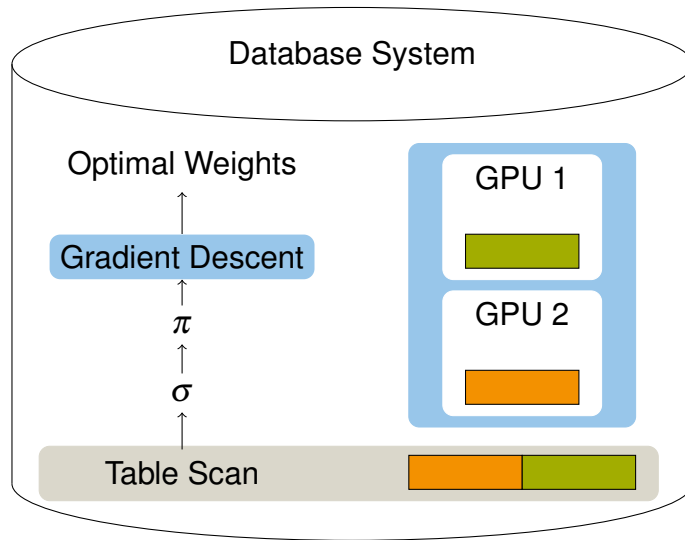 Database System
Optimal Weights
Gradient Descent
π
σ
Table Scan
GPU 1
GPU 2